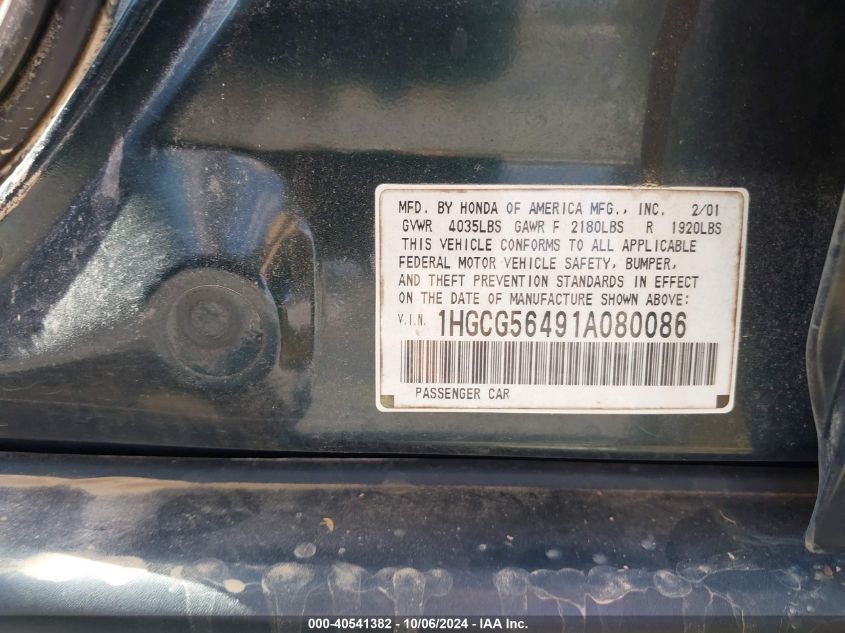 MFD. BY HONDA OF AMERICA MFG., INC. 2/01
GVWR 4035LBS GAWR F 2180LBS R 1920LBS
THIS VEHICLE CONFORMS TO ALL APPLICABLE
FEDERAL MOTOR VEHICLE SAFETY, BUMPER,
AND THEFT PREVENTION STANDARDS IN EFFECT
ON THE DATE OF MANUFACTURE SHOWN ABOVE:
V.I.N. 1HGCG56491A080086
PASSENGER CAR
000-40541382 - 10/06/2024 - IAA Inc.